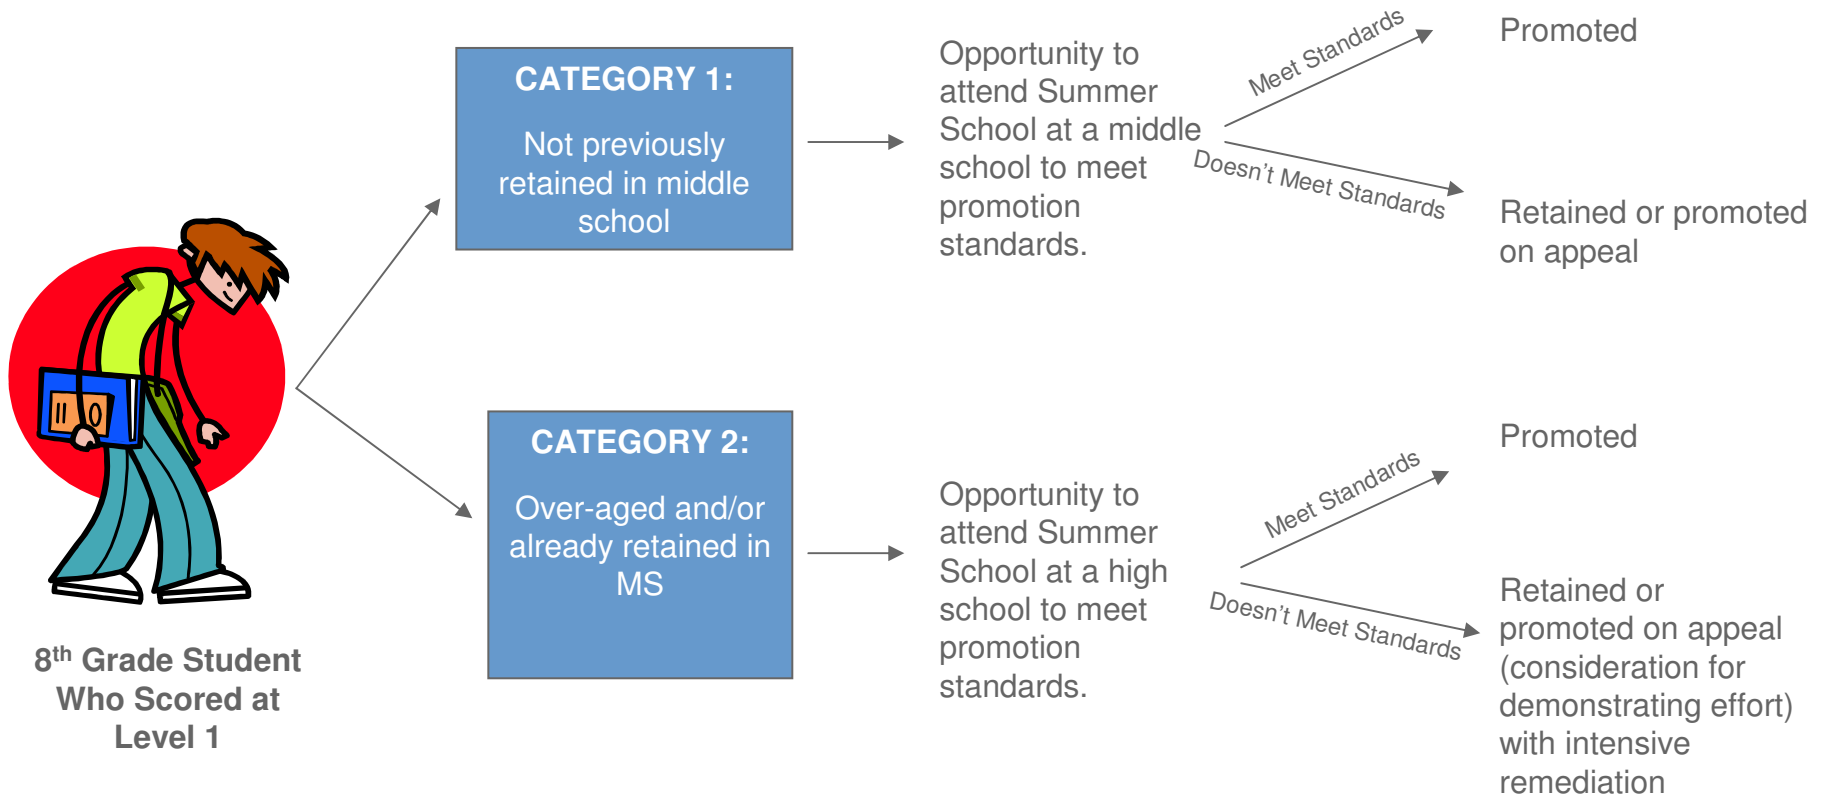 8th Grade Student
Who Scored at
Level 1
CATEGORY 1:
Not previously
retained in middle
school
Opportunity to
attend Summer
School at a middle
school to meet
promotion
standards.
Meet Standards
Promoted
Doesn't Meet Standards
Retained or promoted
on appeal
CATEGORY 2:
Over-aged and/or
already retained in
MS
Opportunity to
attend Summer
School at a high
school to meet
promotion
standards.
Meet Standards
Promoted
Doesn't Meet Standards
Retained or
promoted on appeal
(consideration for
demonstrating effort)
with intensive
remediation